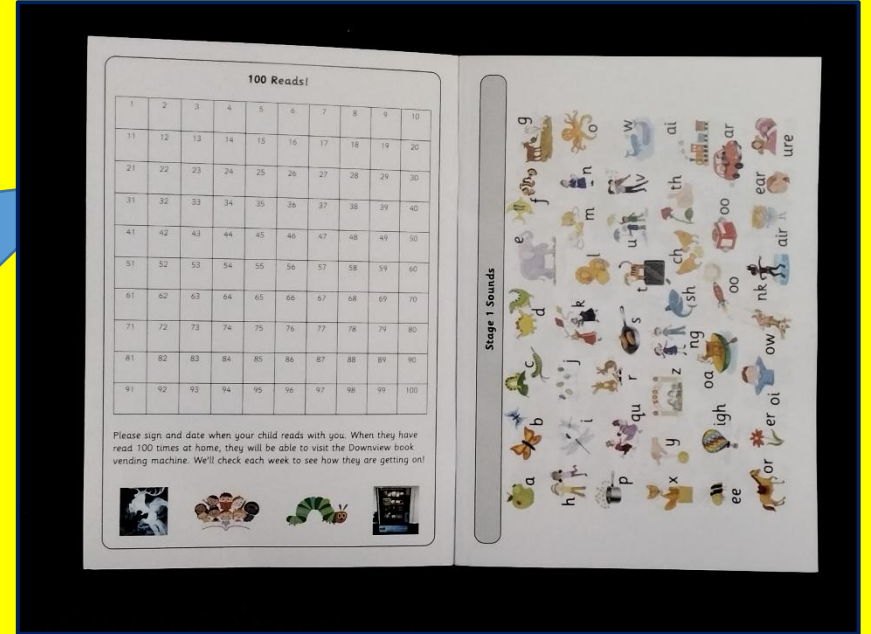 100 Reads!
1 2 3 4 5 6 7 8 9 10
11 12 13 14 15 16 17 18 19 20
21 22 23 24 25 26 27 28 29 30
31 32 33 34 35 36 37 38 39 40
41 42 43 44 45 46 47 48 49 50
51 52 53 54 55 56 57 58 59 60
61 62 63 64 65 66 67 68 69 70
71 72 73 74 75 76 77 78 79 80
81 82 83 84 85 86 87 88 89 90
91 92 93 94 95 96 97 98 99 100
Please sign and date when your child reads with you. When they have
read 100 times at home, they will be able to visit the Downview book
vending machine. We'll check each week to see how they are getting on!
Stage 1 Sounds
a b c d e f g
h i j k l m n o
p qu r s t u v w
x y z ng sh ch th ai
ee igh oa oo oo ar
or er oi ow nk air ear ure